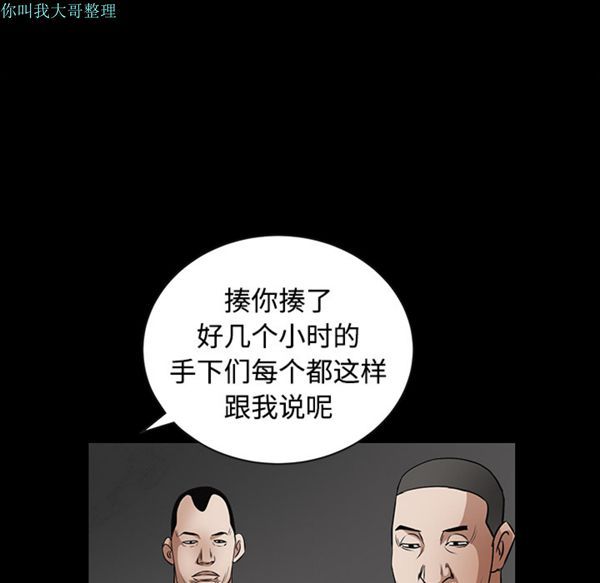 你叫我大哥整理
揍你揍了
好几个小时的
手下们每个都这样
跟我说呢